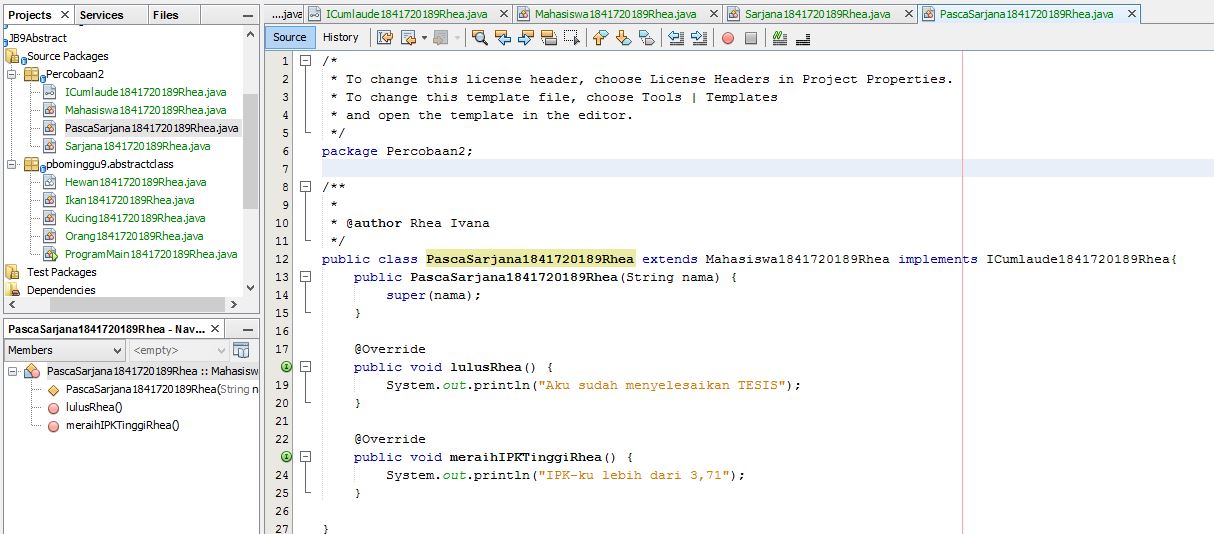 Projects Services Files
JB9Abstract
Source Packages
Percobaan2
ICumlaude1841720189Rhea.java
Mahasiswa1841720189Rhea.java
PascaSarjana1841720189Rhea.java
Sarjana1841720189Rhea.java
pbominggu9.abstractclass
Hewan1841720189Rhea.java
Ikan1841720189Rhea.java
Kucing1841720189Rhea.java
Orang1841720189Rhea.java
ProgramMain1841720189Rhea.java
Test Packages
Dependencies
PascaSarjana1841720189Rhea - Nav...
Members <empty>
PascaSarjana1841720189Rhea :: Mahasisw
PascaSarjana1841720189Rhea(String n
lulusRhea()
meraihIPKTinggiRhea()
....java ICumlaude1841720189Rhea.java Mahasiswa1841720189Rhea.java Sarjana1841720189Rhea.java PascaSarjana1841720189Rhea.java
Source History
1 /*
2 * To change this license header, choose License Headers in Project Properties.
3 * To change this template file, choose Tools | Templates
4 * and open the template in the editor.
5 */
6 package Percobaan2;
7
8 /**
9 *
10 * @author Rhea Ivana
11 */
12 public class PascaSarjana1841720189Rhea extends Mahasiswa1841720189Rhea implements ICumlaude1841720189Rhea{
13 public PascaSarjana1841720189Rhea(String nama) {
14 super(nama);
15 }
16
17 @Override
public void lulusRhea() {
19 System.out.println("Aku sudah menyelesaikan TESIS");
20 }
21
22 @Override
public void meraihIPKTinggiRhea() {
24 System.out.println("IPK-ku lebih dari 3,71");
25 }
26
27 }